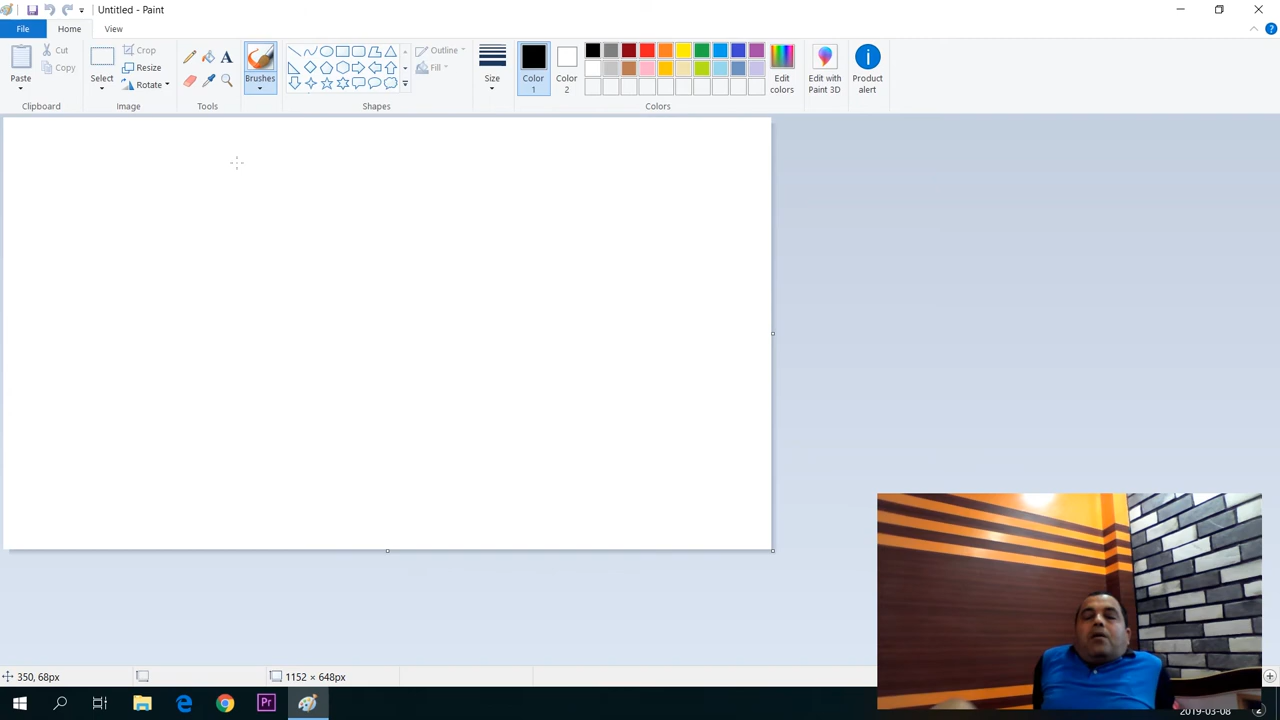 Untitled - Paint
File
Home
View
Paste
Cut
Copy
Clipboard
Select
Crop
Resize
Rotate
Image
A
Tools
Brushes
Shapes
Outline
Fill
Size
Color 1
Color 2
Edit colors
Colors
Edit with Paint 3D
Product alert
350, 68px
1152 × 648px
Pr
2019-03-08
2